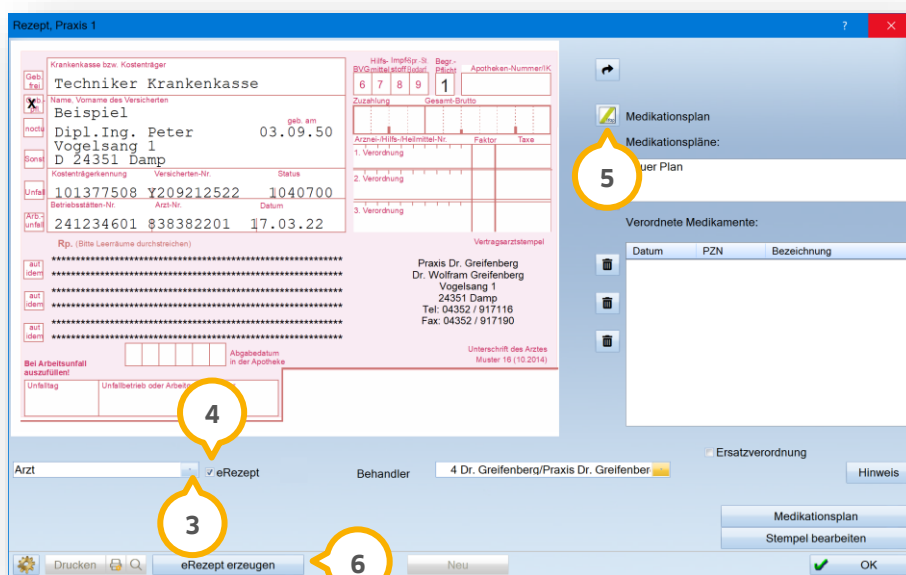 Rezept, Praxis 1
?
Krankenkasse bzw. Kostenträger
Hilfs- Impf Spr.-St. Begr.-
BVG mittel stoff Bedarf Pflicht Apotheken-Nummer/IK
Geb.
frei
Techniker Krankenkasse
6 7 8 9 1
X
Name, Vorname des Versicherten
Zuzahlung Gesamt-Brutto
Beispiel
geb. am
noctu
Dipl.Ing. Peter 03.09.50
Vogelsang 1
Arznei-/Hilfs-/Heilmittel-Nr. Faktor Taxe
1. Verordnung
Sonst
D 24351 Damp
Kostenträgerkennung Versicherten-Nr. Status
2. Verordnung
Unfall
101377508 Y209212522 1040700
Betriebsstätten-Nr. Arzt-Nr. Datum
3. Verordnung
Arb.-
unfall
241234601 838382201 17.03.22
Rp. (Bitte Leerräume durchstreichen)
Vertragsarztstempel
aut
idem
aut
idem
aut
idem
**************************************************
**************************************************
**************************************************
**************************************************
**************************************************
**************************************************
Praxis Dr. Greifenberg
Dr. Wolfram Greifenberg
Vogelsang 1
24351 Damp
Tel: 04352 / 917116
Fax: 04352 / 917190
Abgabedatum
in der Apotheke
Bei Arbeitsunfall
auszufüllen!
Unterschrift des Arztes
Muster 16 (10.2014)
Unfalltag
Unfallbetrieb oder
Medikationsplan
Medikationspläne:
5
Plan
Verordnete Medikamente:
Datum PZN Bezeichnung
4
Ersatzverordnung
Arzt
eRezept
Behandler
4 Dr. Greifenberg/Praxis Dr. Greifenber
Hinweis
3
Medikationsplan
Stempel bearbeiten
6
Drucken
eRezept erzeugen
Neu
OK